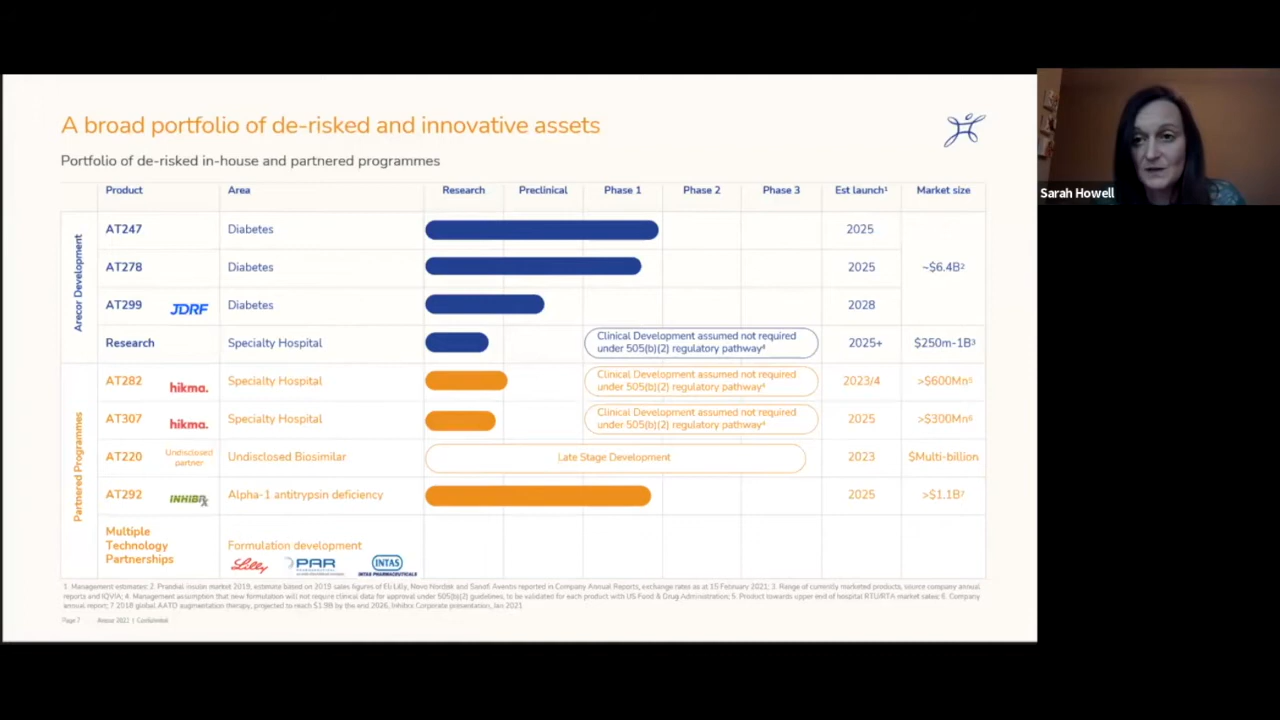 A broad portfolio of de-risked and innovative assets
Portfolio of de-risked in-house and partnered programmes
Sarah Howell
Product Area Research Preclinical Phase 1 Phase 2 Phase 3 Est launch¹ Market size
Arecor Development
AT247 Diabetes 2025
AT278 Diabetes 2025 ~$6.4B²
AT299 JDRF Diabetes 2028
Research Specialty Hospital Clinical Development assumed not required 2025+ $250m-1B³
under 505(b)(2) regulatory pathway⁴
Partnered Programmes
AT282 hikma. Specialty Hospital Clinical Development assumed not required 2023/4 >$600Mn⁵
under 505(b)(2) regulatory pathway⁴
AT307 hikma. Specialty Hospital Clinical Development assumed not required 2025 >$300Mn⁶
under 505(b)(2) regulatory pathway⁴
AT220 Undisclosed Undisclosed Biosimilar Late Stage Development 2023 $Multi-billion
partner
AT292 INHIBRx Alpha-1 antitrypsin deficiency 2025 >$1.1B⁷
Multiple
Technology Formulation development
Partnerships
Lilly PAR PHARMACEUTICAL INTAS
INTAS PHARMACEUTICALS
1. Management estimates; 2. Prandial insulin market 2019, estimate based on 2019 sales figures of Eli Lilly, Novo Nordisk and Sanofi Aventis reported in Company Annual Reports, exchange rates as at 15 February 2021; 3. Range of currently marketed products, source company annual
reports and IQVIA; 4. Management assumption that new formulation will not require clinical data for approval under 505(b)(2) guidelines, to be validated for each product with US Food & Drug Administration; 5. Product towards upper end of hospital RTU/RTA market sales; 6. Company
annual report; 7 2018 global AATD augmentation therapy, projected to reach $1.9B by the end 2026, Inhibrx Corporate presentation, Jan 2021
Page 7 Arecor 2021 | Confidential